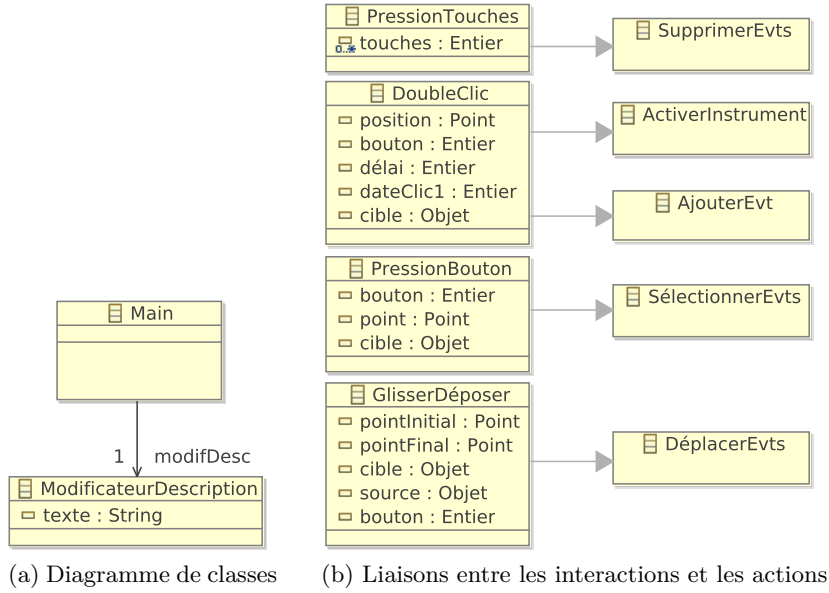 Main
1 modifDesc
ModificateurDescription
texte : String
(a) Diagramme de classes
PressionTouches
0..* touches : Entier
SupprimerEvts
DoubleClic
position : Point
bouton : Entier
délai : Entier
dateClic1 : Entier
cible : Objet
ActiverInstrument
AjouterEvt
PressionBouton
bouton : Entier
point : Point
cible : Objet
SélectionnerEvts
GlisserDéposer
pointInitial : Point
pointFinal : Point
cible : Objet
source : Objet
bouton : Entier
DéplacerEvts
(b) Liaisons entre les interactions et les actions